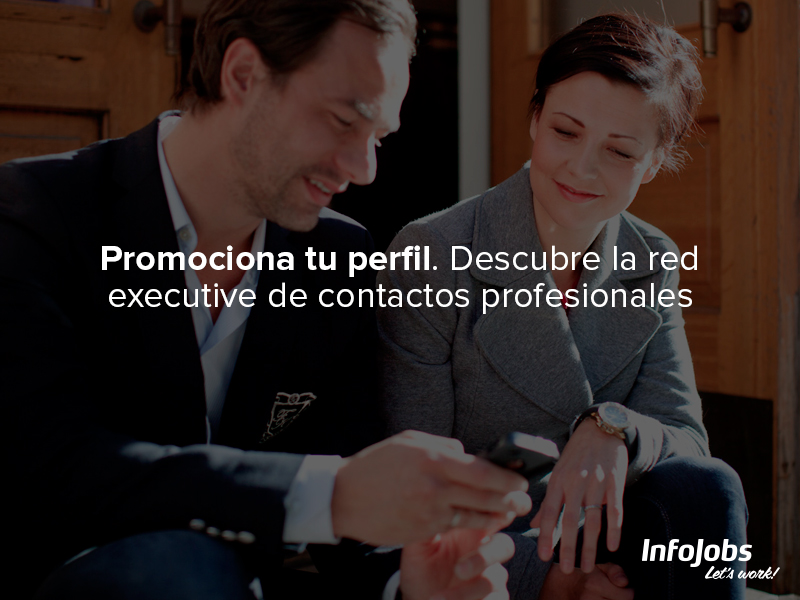 Promociona tu perfil. Descubre la red
executive de contactos profesionales
InfoJobs
Let's work!